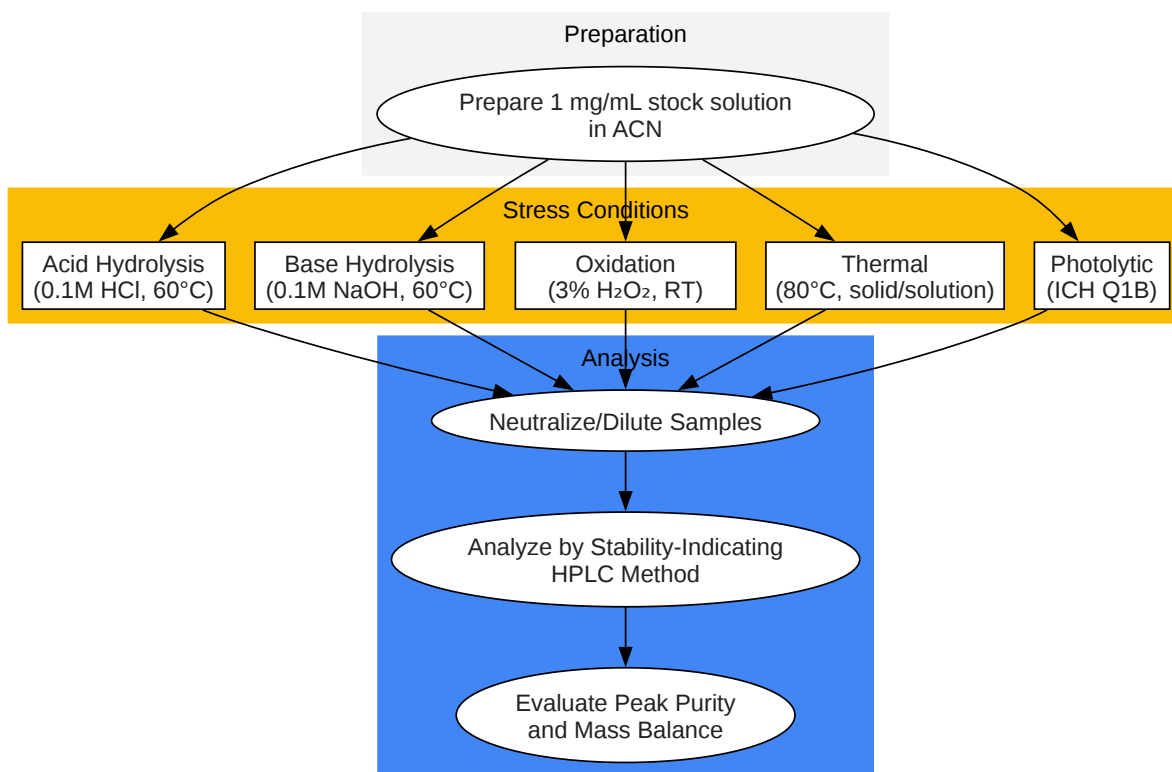 Preparation
Prepare 1 mg/mL stock solution
in ACN
Stress Conditions
Acid Hydrolysis
(0.1M HCl, 60°C)
Base Hydrolysis
(0.1M NaOH, 60°C)
Oxidation
(3% H₂O₂, RT)
Thermal
(80°C, solid/solution)
Photolytic
(ICH Q1B)
Analysis
Neutralize/Dilute Samples
Analyze by Stability-Indicating
HPLC Method
Evaluate Peak Purity
and Mass Balance